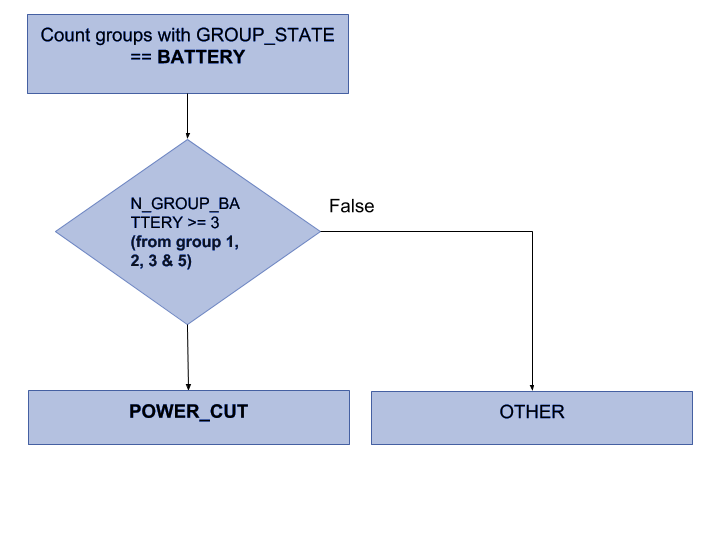 Count groups with GROUP_STATE
== BATTERY
N_GROUP_BA
TTERY >= 3
(from group 1,
2, 3 & 5)
False
POWER_CUT
OTHER